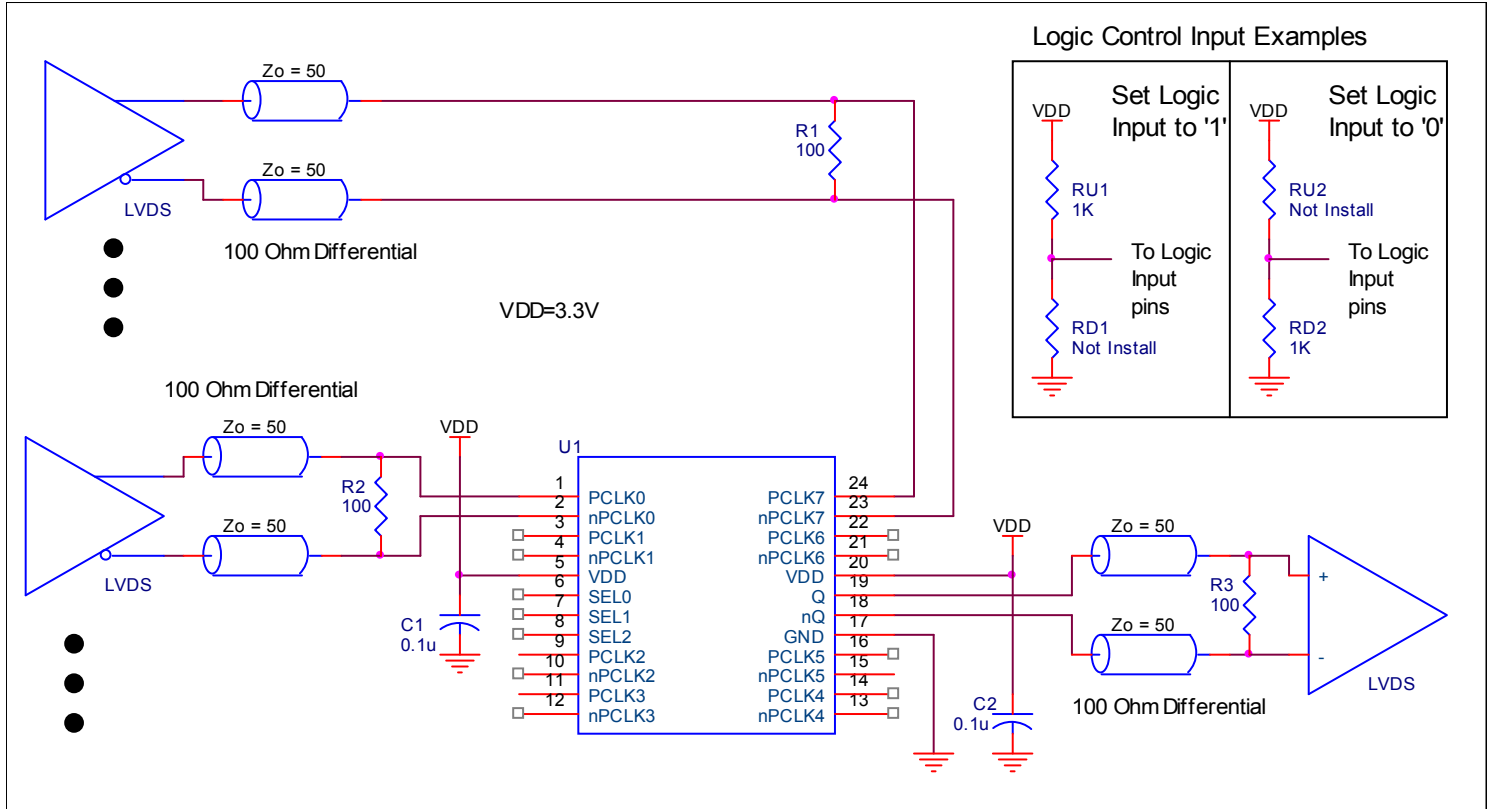 Logic Control Input Examples
Zo = 50
R1
100
Zo = 50
LVDS
100 Ohm Differential
VDD=3.3V
VDD
Set Logic
Input to '1'
RU1
1K
To Logic
Input
pins
RD1
Not Install
VDD
Set Logic
Input to '0'
RU2
Not Install
To Logic
Input
pins
RD2
1K
100 Ohm Differential
Zo = 50
R2
100
Zo = 50
LVDS
VDD
C1
0.1u
U1
1
PCLK0
2
nPCLK0
3
PCLK1
4
nPCLK1
5
VDD
6
SEL0
7
SEL1
8
SEL2
9
PCLK2
10
nPCLK2
11
PCLK3
12
nPCLK3
24
PCLK7
23
nPCLK7
22
PCLK6
21
nPCLK6
20
VDD
19
Q
18
nQ
17
GND
16
PCLK5
15
nPCLK5
14
PCLK4
13
nPCLK4
VDD
C2
0.1u
Zo = 50
R3
100
Zo = 50
+
-
LVDS
100 Ohm Differential